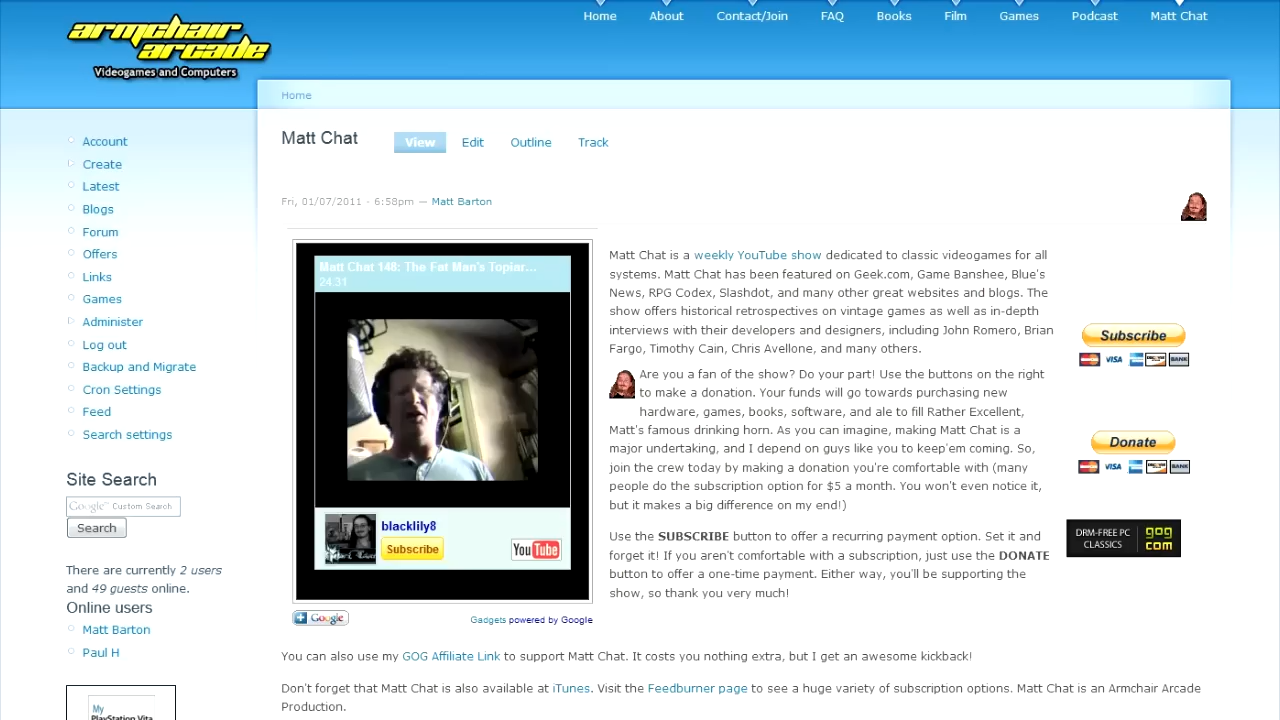 armchair arcade
Videogames and Computers
Home About Contact/Join FAQ Books Film Games Podcast Matt Chat
Home
Matt Chat View Edit Outline Track
Account
Create
Latest
Blogs
Forum
Offers
Links
Games
Administer
Log out
Backup and Migrate
Cron Settings
Feed
Search settings
Site Search
Google™ Custom Search
Search
There are currently 2 users
and 49 guests online.
Online users
Matt Barton
Paul H
My
PlayStation Vita
Fri, 01/07/2011 - 6:58pm — Matt Barton
Matt Chat 148: The Fat Man's Topiar...
24:31
blacklily8
Subscribe
YouTube
Google
Gadgets powered by Google
Matt Chat is a weekly YouTube show dedicated to classic videogames for all
systems. Matt Chat has been featured on Geek.com, Game Banshee, Blue's
News, RPG Codex, Slashdot, and many other great websites and blogs. The
show offers historical retrospectives on vintage games as well as in-depth
interviews with their developers and designers, including John Romero, Brian
Fargo, Timothy Cain, Chris Avellone, and many others.
Are you a fan of the show? Do your part! Use the buttons on the right
to make a donation. Your funds will go towards purchasing new
hardware, games, books, software, and ale to fill Rather Excellent,
Matt's famous drinking horn. As you can imagine, making Matt Chat is a
major undertaking, and I depend on guys like you to keep'em coming. So,
join the crew today by making a donation you're comfortable with (many
people do the subscription option for $5 a month. You won't even notice it,
but it makes a big difference on my end!)
Use the SUBSCRIBE button to offer a recurring payment option. Set it and
forget it! If you aren't comfortable with a subscription, just use the DONATE
button to offer a one-time payment. Either way, you'll be supporting the
show, so thank you very much!
Subscribe
VISA BANK
Donate
VISA BANK
DRM-FREE PC
CLASSICS
gog
com
You can also use my GOG Affiliate Link to support Matt Chat. It costs you nothing extra, but I get an awesome kickback!
Don't forget that Matt Chat is also available at iTunes. Visit the Feedburner page to see a huge variety of subscription options. Matt Chat is an Armchair Arcade
Production.